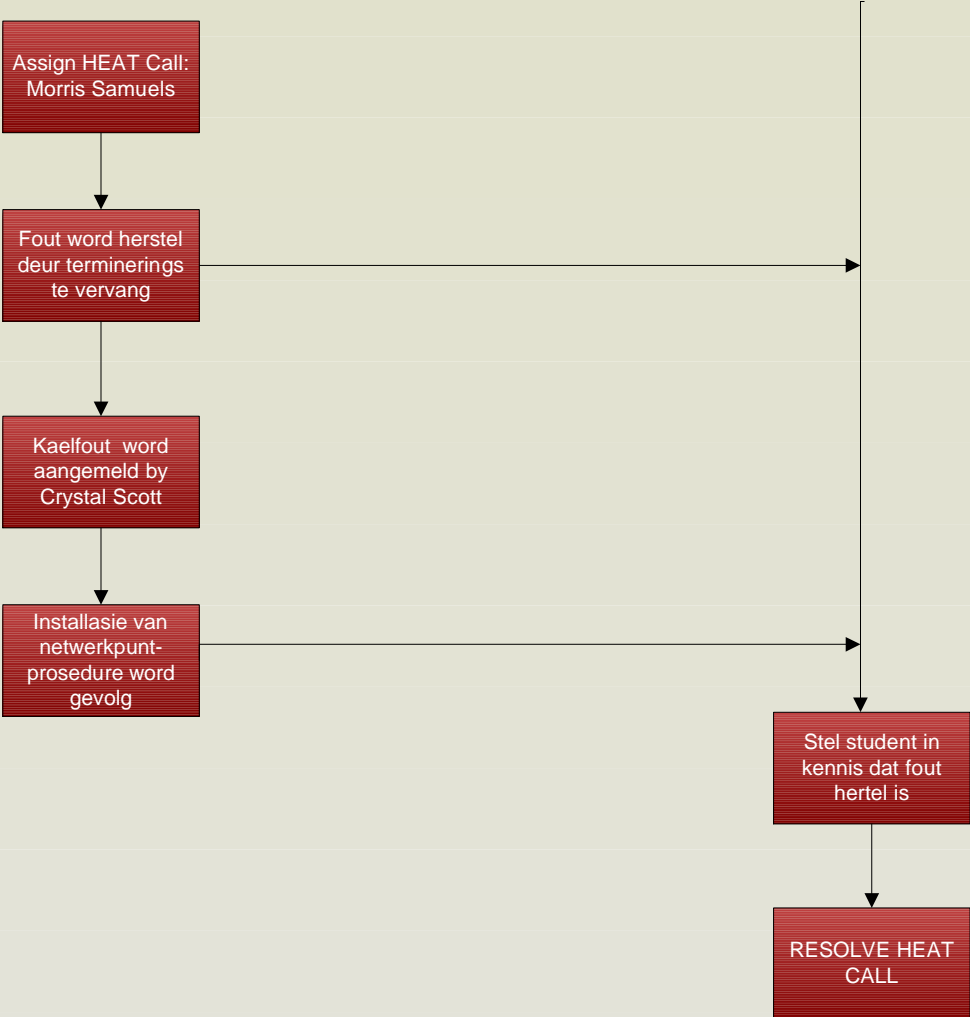 Assign HEAT Call:
Morris Samuels
Fout word herstel
deur terminerings
te vervang
Kaelfout  word
aangemeld by
Crystal Scott
Installasie van
netwerkpunt-
prosedure word
gevolg
Stel student in
kennis dat fout
hertel is
RESOLVE HEAT
CALL